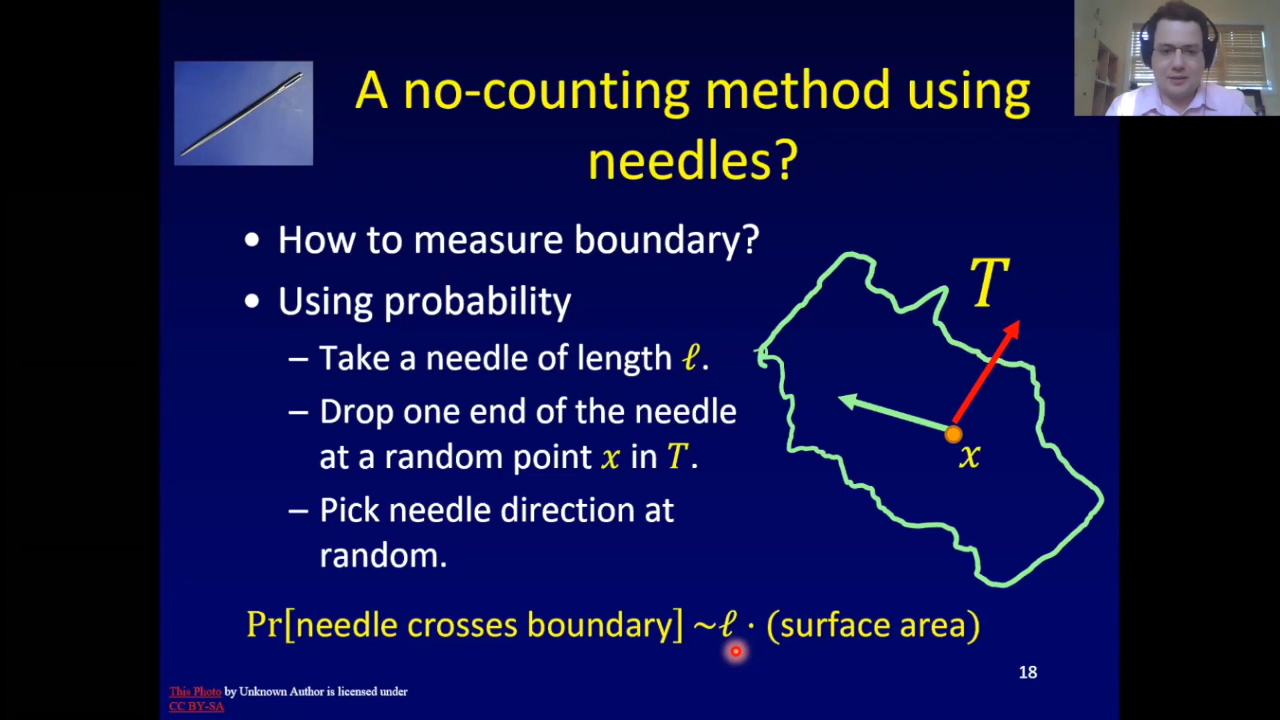 A no-counting method using
needles?
• How to measure boundary?
• Using probability
– Take a needle of length ℓ.
– Drop one end of the needle
at a random point x in T.
– Pick needle direction at
random.
T
x
Pr[needle crosses boundary] ~ℓ · (surface area)
18
This Photo by Unknown Author is licensed under
CC BY-SA